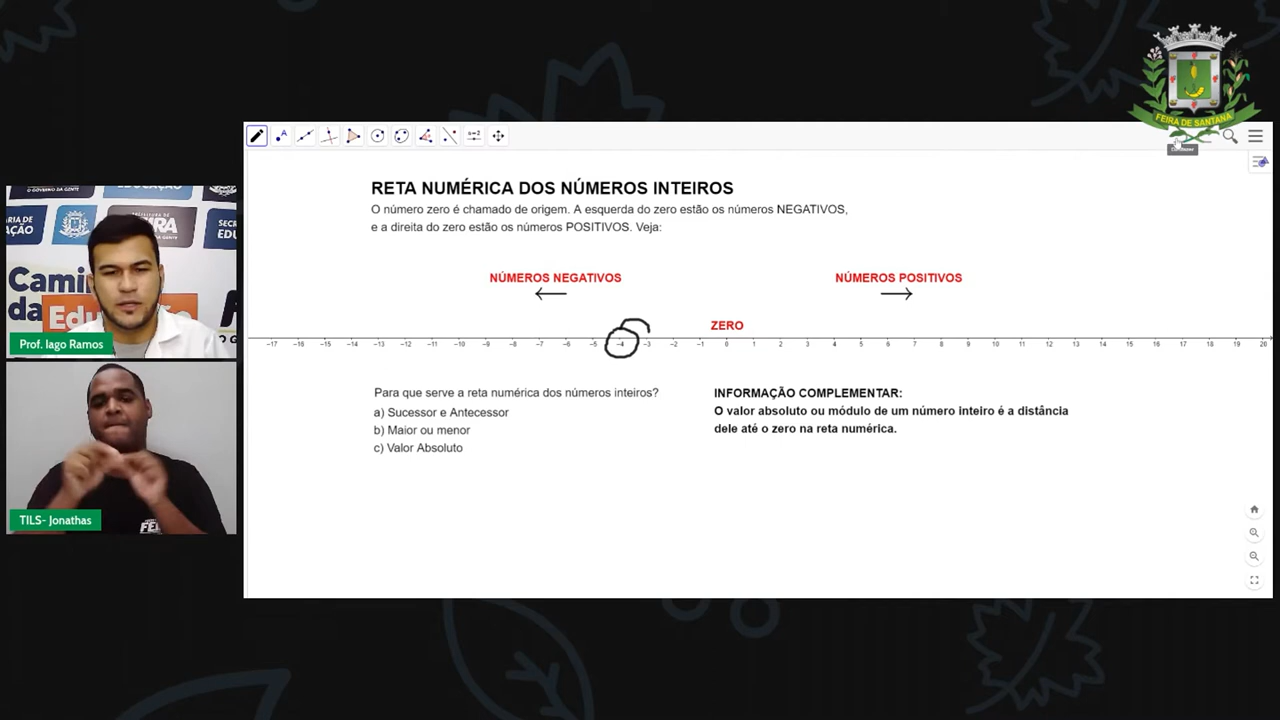 FEIRA DE SANTANA
RETA NUMÉRICA DOS NÚMEROS INTEIROS
O número zero é chamado de origem. A esquerda do zero estão os números NEGATIVOS,
e a direita do zero estão os números POSITIVOS. Veja:
NÚMEROS NEGATIVOS
NÚMEROS POSITIVOS
ZERO
−17 −16 −15 −14 −13 −12 −11 −10 −9 −8 −7 −6 −5 −4 −3 −2 −1 0 1 2 3 4 5 6 7 8 9 10 11 12 13 14 15 16 17 18 19 20
Para que serve a reta numérica dos números inteiros?
a) Sucessor e Antecessor
b) Maior ou menor
c) Valor Absoluto
INFORMAÇÃO COMPLEMENTAR:
O valor absoluto ou módulo de um número inteiro é a distância
dele até o zero na reta numérica.
O GOVERNO DA GENTE
EDUCAÇÃO
Prof. Iago Ramos
TILS- Jonathas